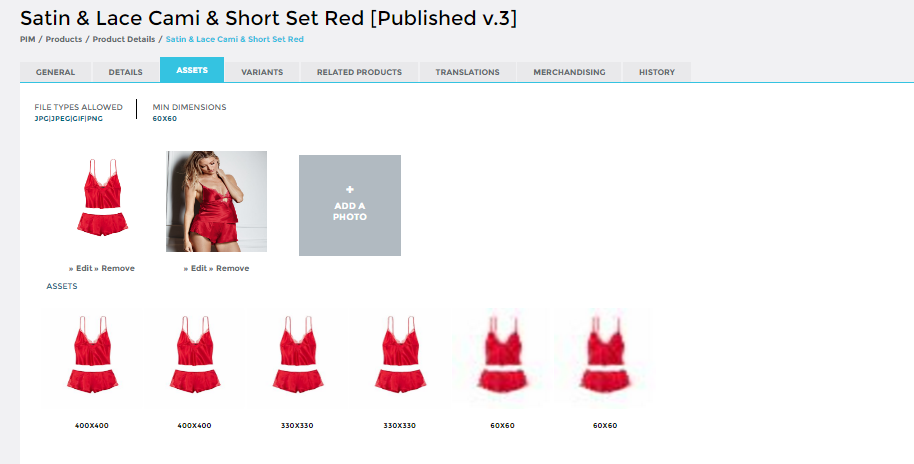 Satin & Lace Cami & Short Set Red [Published v.3]
PIM / Products / Product Details / Satin & Lace Cami & Short Set Red
GENERAL DETAILS ASSETS VARIANTS RELATED PRODUCTS TRANSLATIONS MERCHANDISING HISTORY
FILE TYPES ALLOWED MIN DIMENSIONS
JPG|JPEG|GIF|PNG 60X60
+
ADD A
PHOTO
» Edit » Remove » Edit » Remove
ASSETS
400X400 400X400 330X330 330X330 60X60 60X60